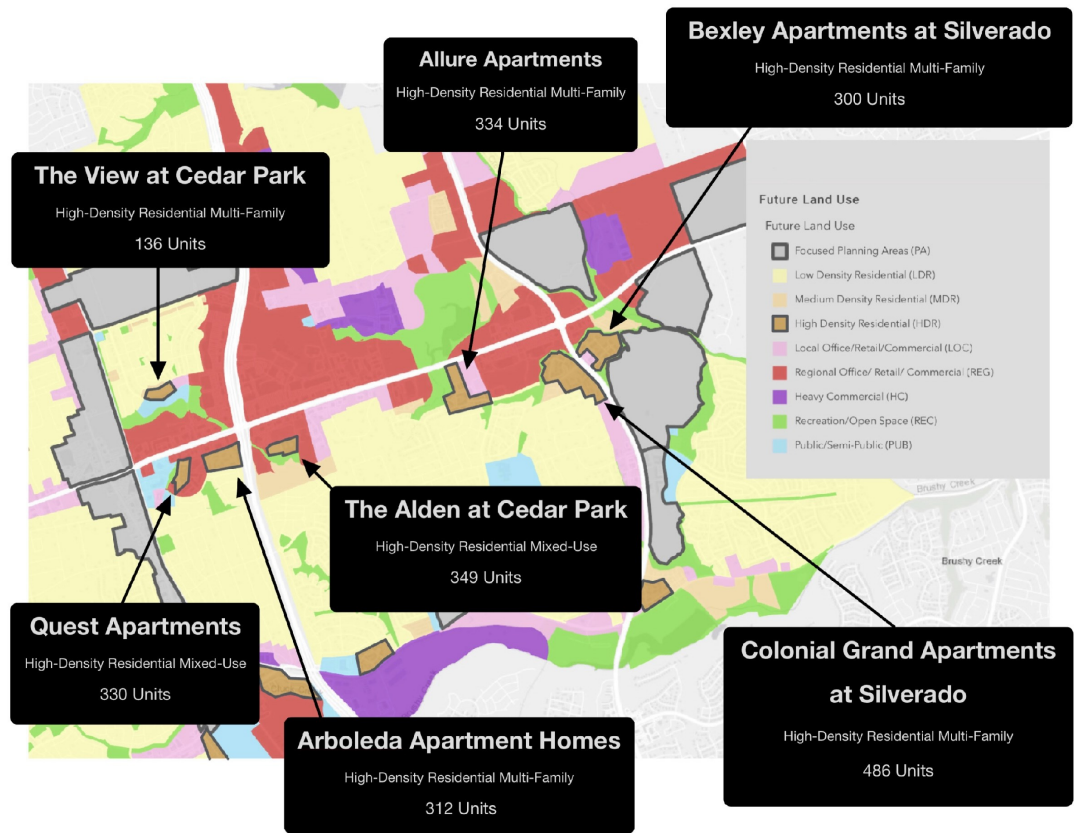 Bexley Apartments at Silverado
High-Density Residential Multi-Family
300 Units
Allure Apartments
High-Density Residential Multi-Family
334 Units
The View at Cedar Park
High-Density Residential Multi-Family
136 Units
Future Land Use
Future Land Use
Focused Planning Areas (PA)
Low Density Residential (LDR)
Medium Density Residential (MDR)
High Density Residential (HDR)
Local Office/Retail/Commercial (LOC)
Regional Office/ Retail/ Commercial (REG)
Heavy Commercial (HC)
Recreation/Open Space (REC)
Public/Semi-Public (PUB)
Brushy Creek
The Alden at Cedar Park
High-Density Residential Mixed-Use
349 Units
Brushy Creek
Quest Apartments
High-Density Residential Mixed-Use
330 Units
Colonial Grand Apartments
at Silverado
High-Density Residential Multi-Family
486 Units
Arboleda Apartment Homes
High-Density Residential Multi-Family
312 Units